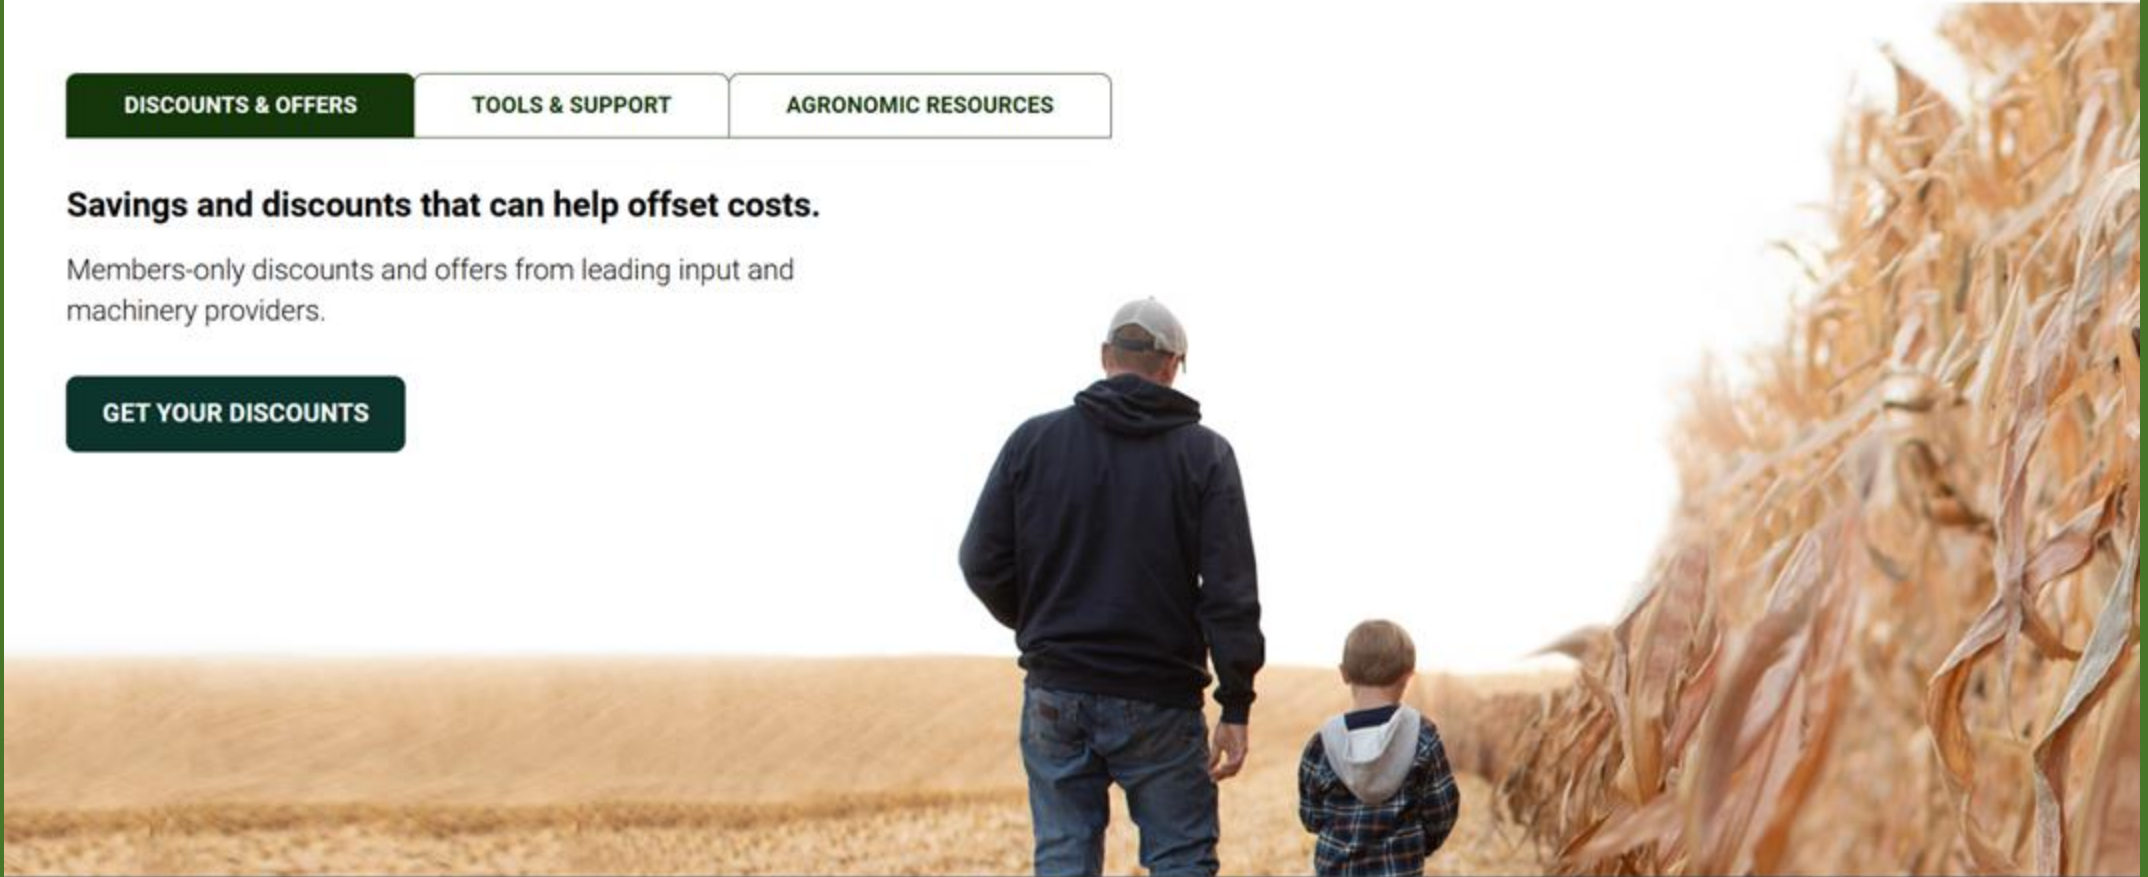 DISCOUNTS & OFFERS
TOOLS & SUPPORT
AGRONOMIC RESOURCES
Savings and discounts that can help offset costs.
Members-only discounts and offers from leading input and
machinery providers.
GET YOUR DISCOUNTS